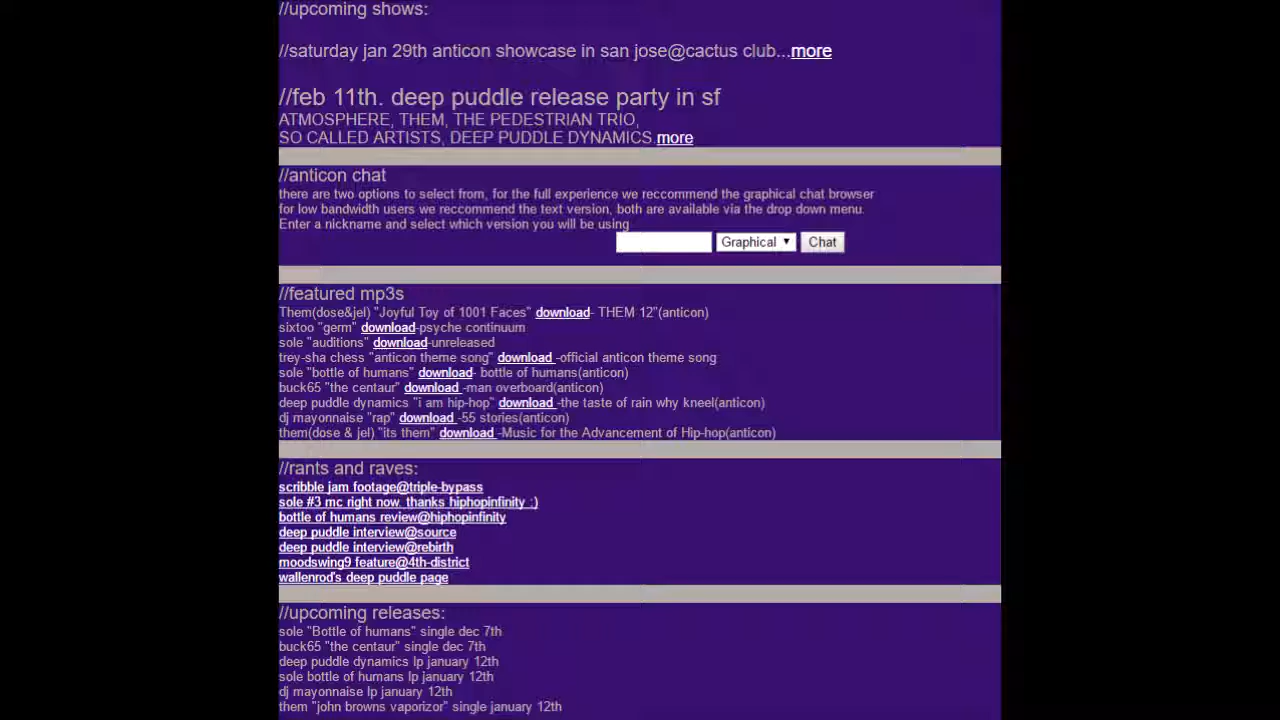 //upcoming shows:
//saturday jan 29th anticon showcase in san jose@cactus club...more
//feb 11th. deep puddle release party in sf
ATMOSPHERE, THEM, THE PEDESTRIAN TRIO,
SO CALLED ARTISTS, DEEP PUDDLE DYNAMICS.more
//anticon chat
there are two options to select from, for the full experience we reccommend the graphical chat browser
for low bandwidth users we reccommend the text version, both are available via the drop down menu.
Enter a nickname and select which version you will be using
Graphical ▼ Chat
//featured mp3s
Them(dose&jel) "Joyful Toy of 1001 Faces" download- THEM 12"(anticon)
sixtoo "germ" download-psyche continuum
sole "auditions" download-unreleased
trey-sha chess "anticon theme song" download -official anticon theme song
sole "bottle of humans" download- bottle of humans(anticon)
buck65 "the centaur" download -man overboard(anticon)
deep puddle dynamics "i am hip-hop" download -the taste of rain why kneel(anticon)
dj mayonnaise "rap" download -55 stories(anticon)
them(dose & jel) "its them" download -Music for the Advancement of Hip-hop(anticon)
//rants and raves:
scribble jam footage@triple-bypass
sole #3 mc right now. thanks hiphopinfinity ;)
bottle of humans review@hiphopinfinity
deep puddle interview@source
deep puddle interview@rebirth
moodswing9 feature@4th-district
wallenrod's deep puddle page
//upcoming releases:
sole "Bottle of humans" single dec 7th
buck65 "the centaur" single dec 7th
deep puddle dynamics lp january 12th
sole bottle of humans lp january 12th
dj mayonnaise lp january 12th
them "john browns vaporizor" single january 12th